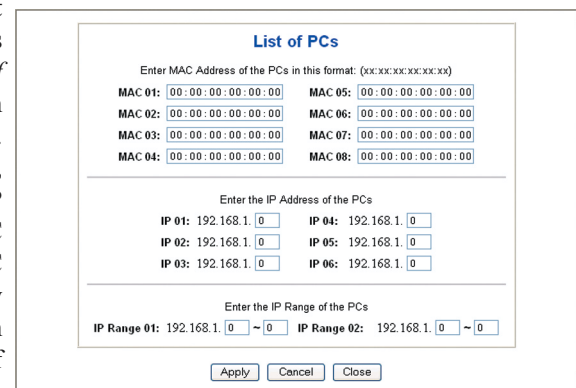 List of PCs
Enter MAC Address of the PCs in this format: (xx:xx:xx:xx:xx:xx)
MAC 01: 00:00:00:00:00:00 MAC 05: 00:00:00:00:00:00
MAC 02: 00:00:00:00:00:00 MAC 06: 00:00:00:00:00:00
MAC 03: 00:00:00:00:00:00 MAC 07: 00:00:00:00:00:00
MAC 04: 00:00:00:00:00:00 MAC 08: 00:00:00:00:00:00
Enter the IP Address of the PCs
IP 01: 192.168.1. 0 IP 04: 192.168.1. 0
IP 02: 192.168.1. 0 IP 05: 192.168.1. 0
IP 03: 192.168.1. 0 IP 06: 192.168.1. 0
Enter the IP Range of the PCs
IP Range 01: 192.168.1. 0 ~ 0 IP Range 02: 192.168.1. 0 ~ 0
Apply Cancel Close